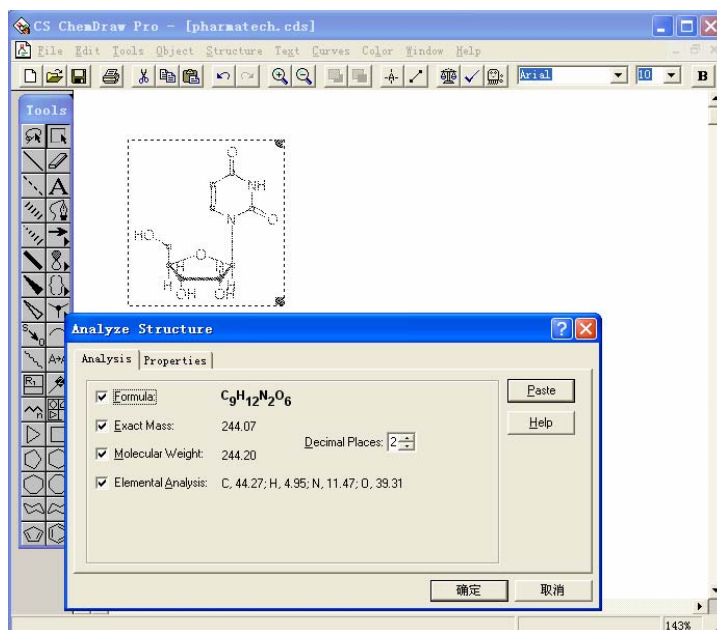 CS ChemDraw Pro - [pharmatech.cds]
File Edit Tools Object Structure Text Curves Color Window Help
Arial 10 B
Tools
A
O
NH
N O
HO
O
H H H H
OH OH
Analyze Structure
Analysis Properties
Formula: C9H12N2O6 Paste
Exact Mass: 244.07 Help
Decimal Places: 2
Molecular Weight: 244.20
Elemental Analysis: C, 44.27; H, 4.95; N, 11.47; O, 39.31
确定 取消
143%